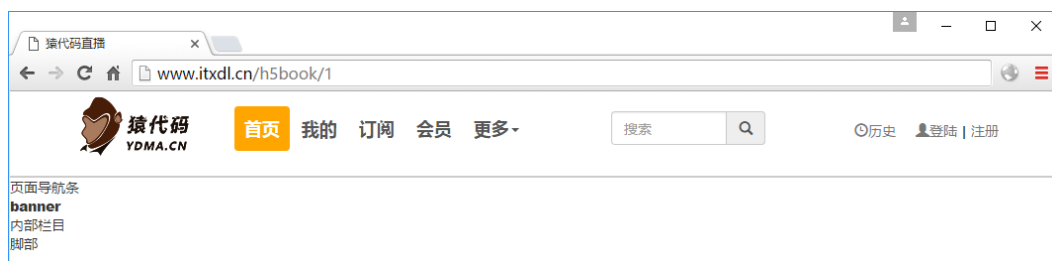 猿代码直播
www.itxdl.cn/h5book/1
猿代码
YDMA.CN
首页 我的 订阅 会员 更多
搜索
历史 登陆 | 注册
页面导航条
banner
内部栏目
脚部